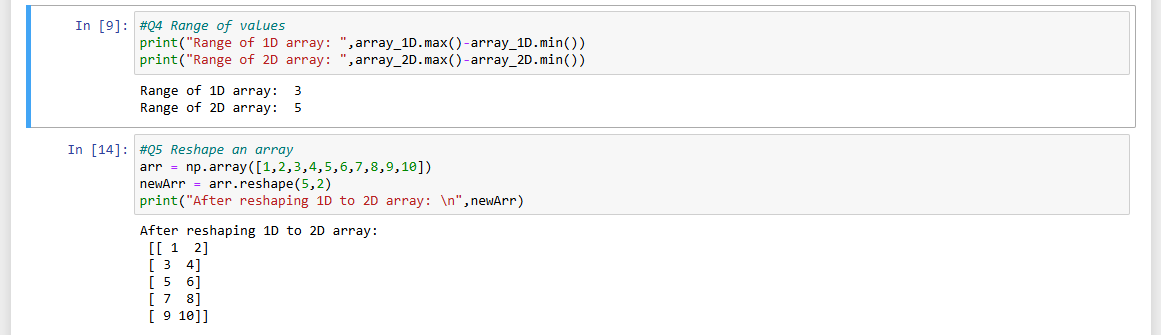 In [9]: #Q4 Range of values
print("Range of 1D array: ",array_1D.max()-array_1D.min())
print("Range of 2D array: ",array_2D.max()-array_2D.min())
Range of 1D array:  3
Range of 2D array:  5
In [14]: #Q5 Reshape an array
arr = np.array([1,2,3,4,5,6,7,8,9,10])
newArr = arr.reshape(5,2)
print("After reshaping 1D to 2D array: \n",newArr)
After reshaping 1D to 2D array:
 [[ 1  2]
 [ 3  4]
 [ 5  6]
 [ 7  8]
 [ 9 10]]